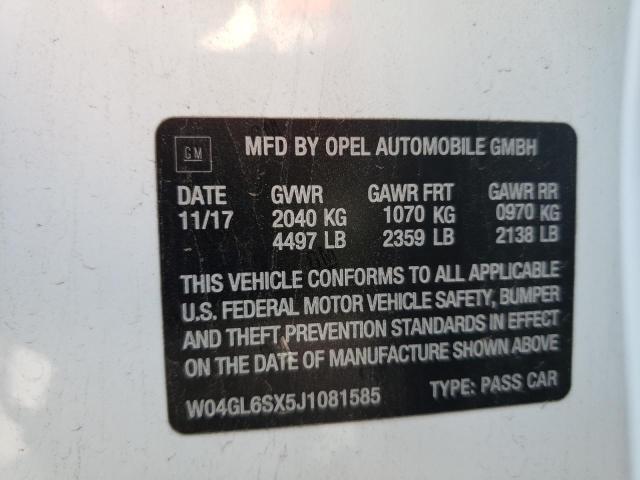 GM
MFD BY OPEL AUTOMOBILE GMBH
DATE GVWR GAWR FRT GAWR RR
11/17 2040 KG 1070 KG 0970 KG
4497 LB 2359 LB 2138 LB
THIS VEHICLE CONFORMS TO ALL APPLICABLE
U.S. FEDERAL MOTOR VEHICLE SAFETY, BUMPER
AND THEFT PREVENTION STANDARDS IN EFFECT
ON THE DATE OF MANUFACTURE SHOWN ABOVE
W04GL6SX5J1081585 TYPE: PASS CAR